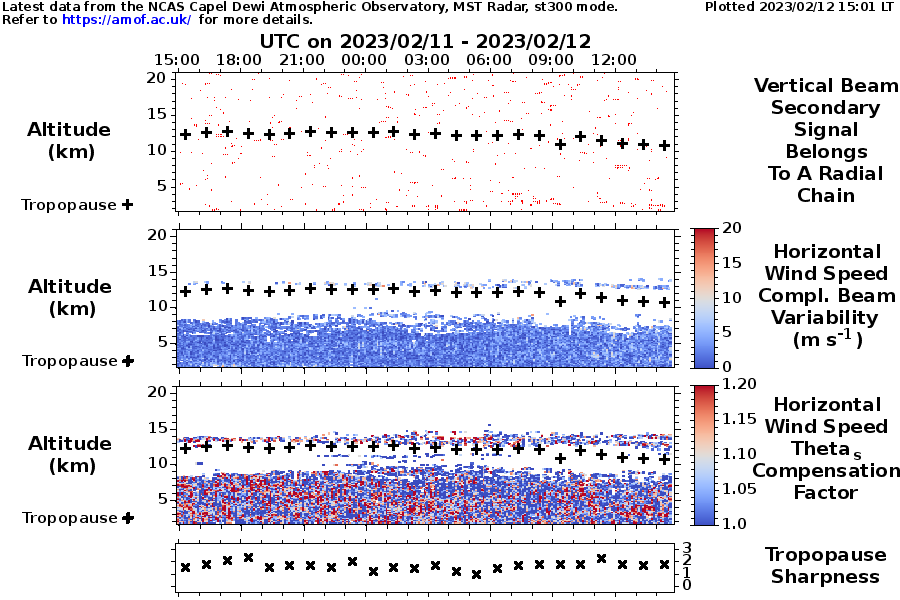 Latest data from the NCAS Capel Dewi Atmospheric Observatory, MST Radar, st300 mode.
Plotted 2023/02/12 15:01 LT
Refer to https://amof.ac.uk/ for more details.
UTC on 2023/02/11 - 2023/02/12
15:00 18:00 21:00 00:00 03:00 06:00 09:00 12:00
20
15
10
5
Altitude
(km)
Tropopause +
Vertical Beam
Secondary
Signal
Belongs
To A Radial
Chain
20
15
10
5
Altitude
(km)
Tropopause +
20
15
10
5
0
Horizontal
Wind Speed
Compl. Beam
Variability
(m s-1)
20
15
10
5
Altitude
(km)
Tropopause +
1.20
1.15
1.10
1.05
1.0
Horizontal
Wind Speed
Theta s
Compensation
Factor
3
2
1
0
Tropopause
Sharpness